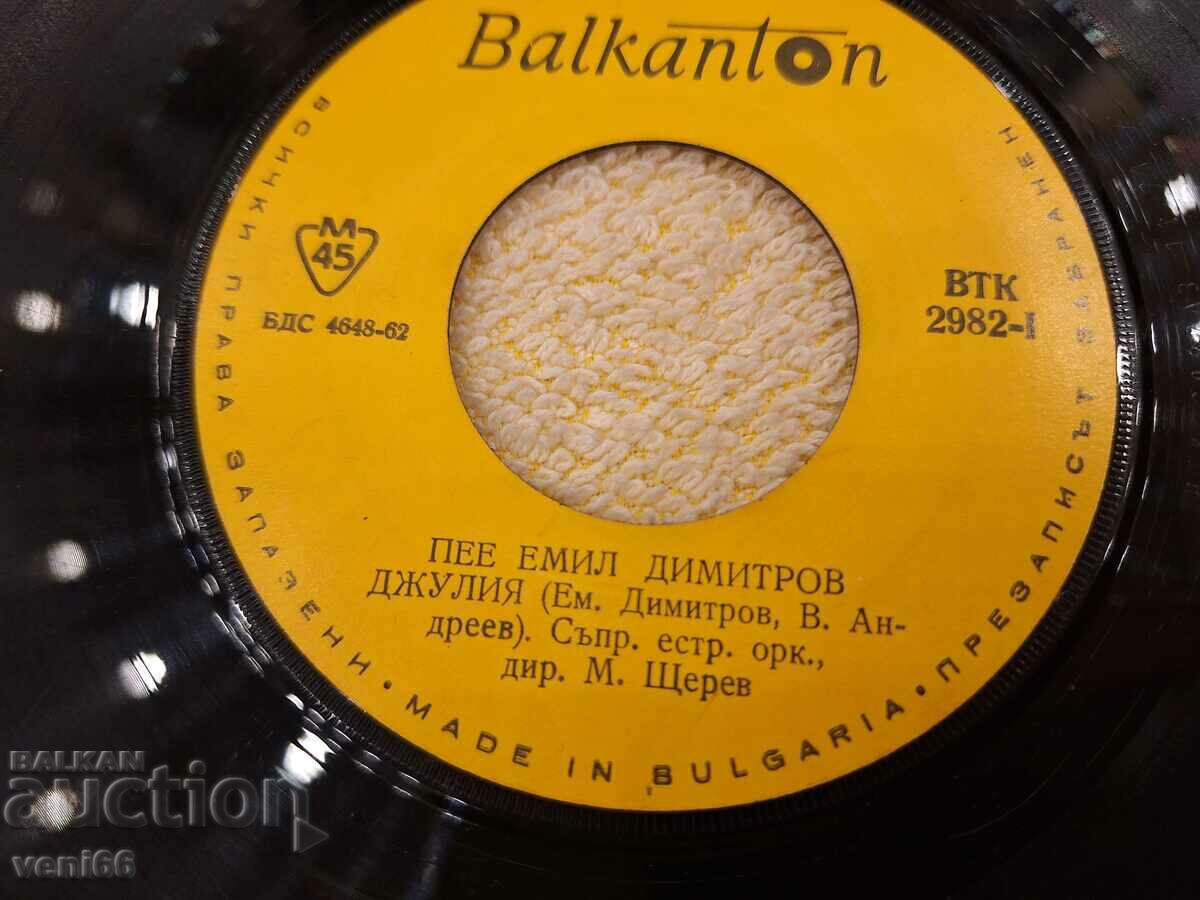 Balkanton
ВСИЧКИ ПРАВА ЗАПАЗЕНИ • MADE IN BULGARIA • ПРЕЗАПИСЪТ ЗАБРАНЕН
М
45
БДС 4648-62
ВТК
2982-I
ПЕЕ ЕМИЛ ДИМИТРОВ
ДЖУЛИЯ (Ем. Димитров, В. Ан-
дреев). Съпр. естр. орк.,
дир. М. Щерев
BALKAN
auction
veni66